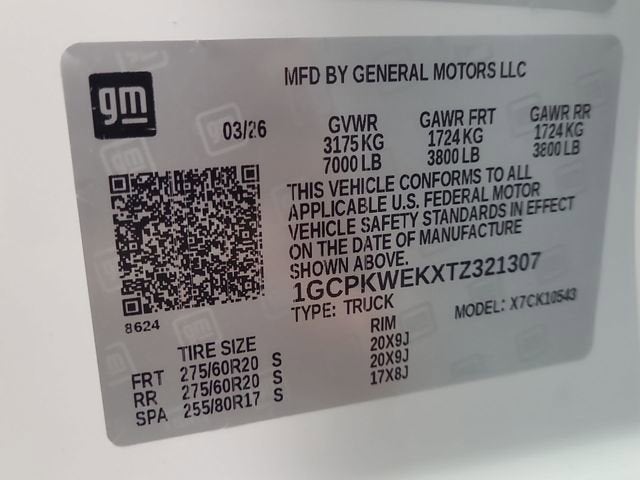 gm
MFD BY GENERAL MOTORS LLC
03/26
GVWR GAWR FRT GAWR RR
3175 KG 1724 KG 1724 KG
7000 LB 3800 LB 3800 LB
THIS VEHICLE CONFORMS TO ALL
APPLICABLE U.S. FEDERAL MOTOR
VEHICLE SAFETY STANDARDS IN EFFECT
ON THE DATE OF MANUFACTURE
SHOWN ABOVE.
1GCPKWEKXTZ321307
TYPE: TRUCK MODEL: X7CK10543
8624
TIRE SIZE RIM
FRT 275/60R20 S 20X9J
RR 275/60R20 S 20X9J
SPA 255/80R17 S 17X8J